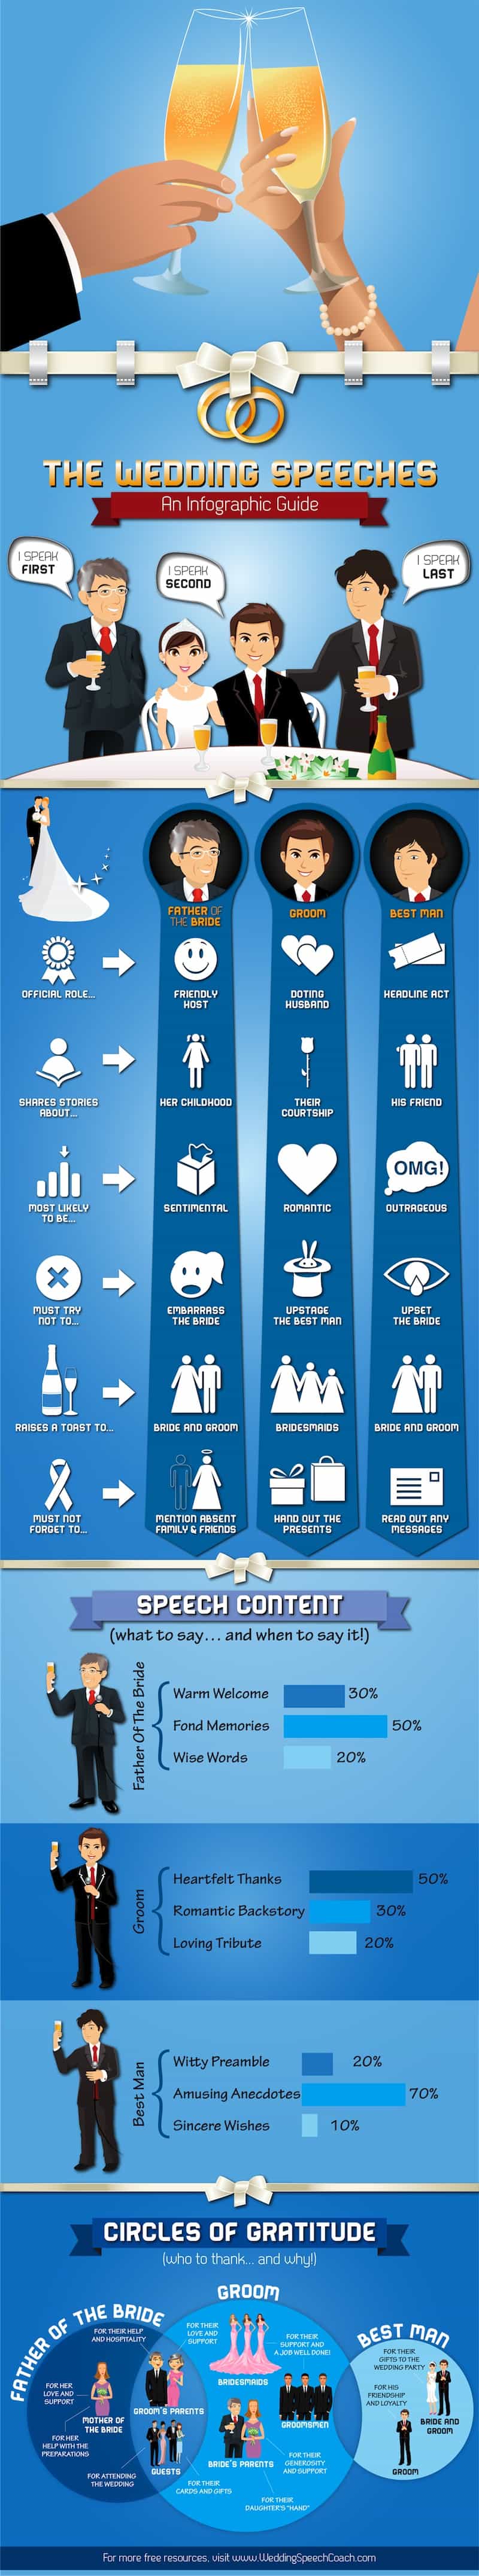 I SPEAK
FIRST
I SPEAK
SECOND
I SPEAK
LAST
THE WEDDING SPEECHES
An Infographic Guide
FATHER OF
THE BRIDE
GROOM
BEST MAN
OFFICIAL ROLE...
FRIENDLY
HOST
DOTING
HUSBAND
HEADLINE ACT
SHARES STORIES
ABOUT...
HER CHILDHOOD
THEIR
COURTSHIP
HIS FRIEND
OMG!
MOST LIKELY
TO BE...
SENTIMENTAL
ROMANTIC
OUTRAGEOUS
MUST TRY
NOT TO...
EMBARRASS
THE BRIDE
UPSTAGE
THE BEST MAN
UPSET
THE BRIDE
RAISES A TOAST TO...
BRIDE AND GROOM
BRIDESMAIDS
BRIDE AND GROOM
MUST NOT
FORGET TO...
MENTION ABSENT
FAMILY & FRIENDS
HAND OUT THE
PRESENTS
READ OUT ANY
MESSAGES
SPEECH CONTENT
(what to say... and when to say it!)
Father Of The Bride
Warm Welcome 30%
Fond Memories 50%
Wise Words 20%
Groom
Heartfelt Thanks 50%
Romantic Backstory 30%
Loving Tribute 20%
Best Man
Witty Preamble 20%
Amusing Anecdotes 70%
Sincere Wishes 10%
CIRCLES OF GRATITUDE
(who to thank... and why!)
FATHER OF THE BRIDE
GROOM
BEST MAN
FOR THEIR HELP
AND HOSPITALITY
FOR HER
LOVE AND
SUPPORT
MOTHER OF
THE BRIDE
FOR HER
HELP WITH THE
PREPARATIONS
FOR ATTENDING
THE WEDDING
GROOM'S PARENTS
GUESTS
FOR THEIR
LOVE AND
SUPPORT
FOR THEIR
CARDS AND GIFTS
BRIDESMAIDS
FOR THEIR
SUPPORT AND
A JOB WELL DONE!
GROOMSMEN
BRIDE'S PARENTS
FOR THEIR
GENEROSITY
AND SUPPORT
FOR THEIR
DAUGHTER'S "HAND"
FOR THEIR
GIFTS TO THE
WEDDING PARTY
FOR HIS
FRIENDSHIP
AND LOYALTY
BRIDE AND
GROOM
GROOM
For more free resources, visit www.WeddingSpeechCoach.com